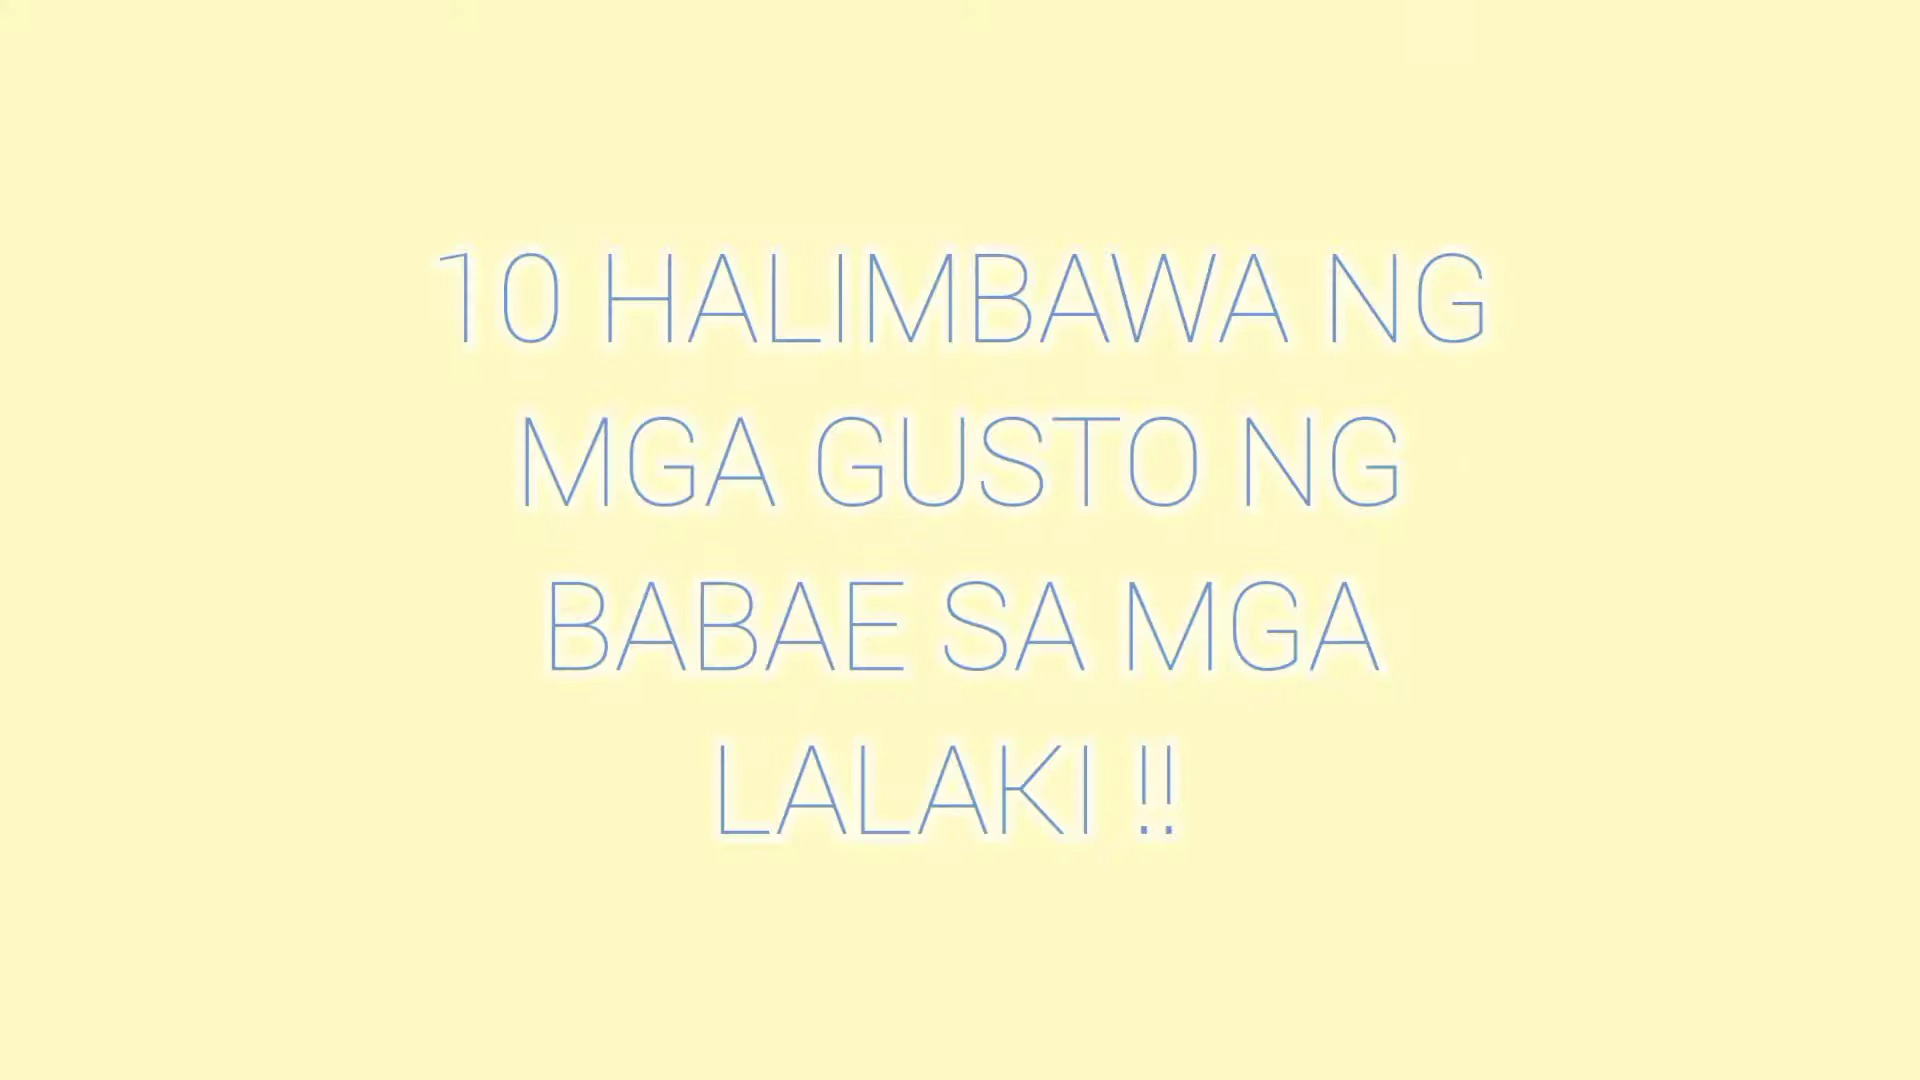 10 HALIMBAWA NG
MGA GUSTO NG
BABAE SA MGA
LALAKI !!